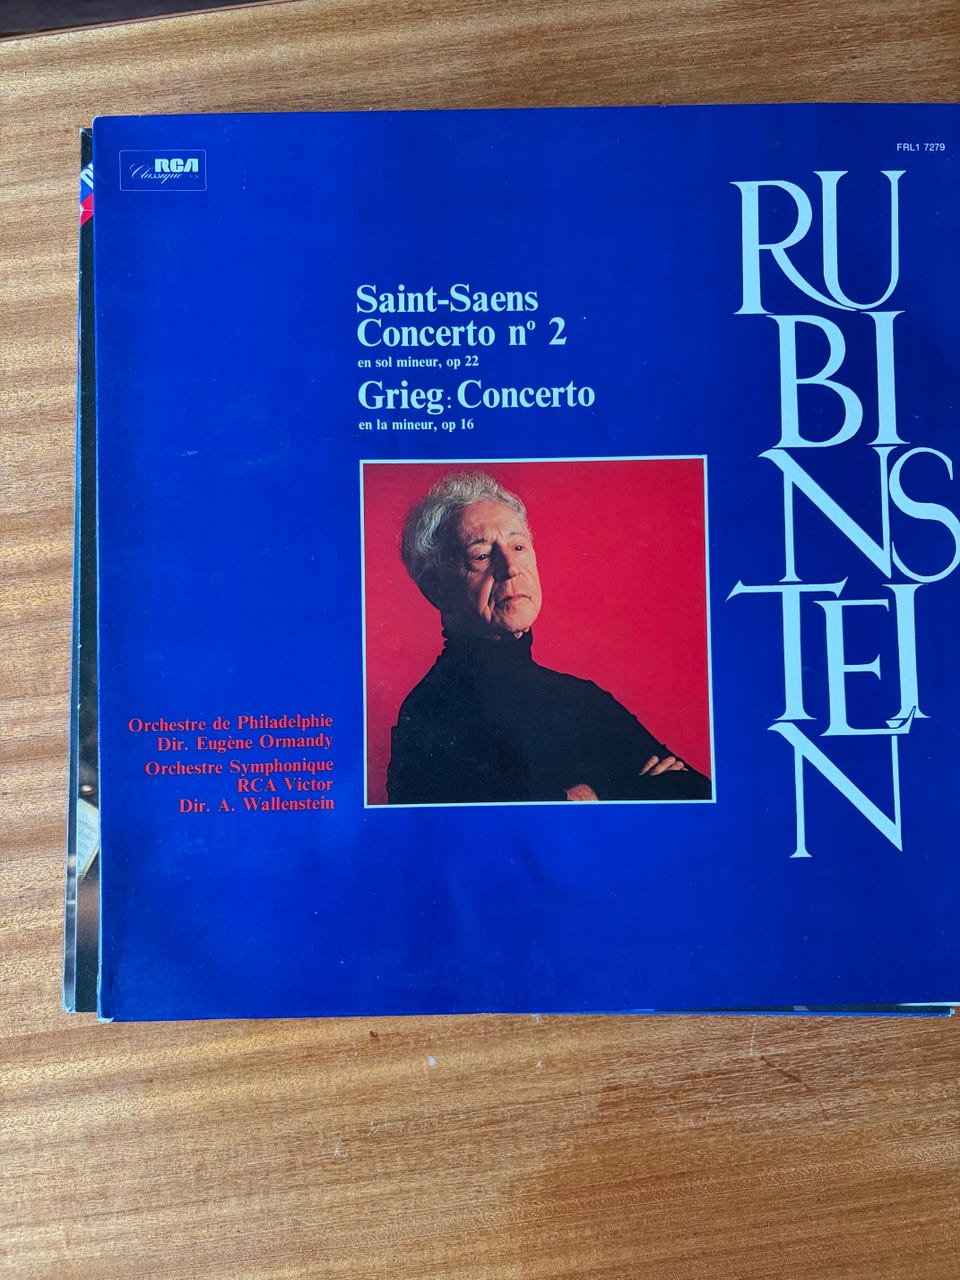 RCA
Classique
FRL1 7279
RU
BI
NS
TEI
N
Saint-Saens
Concerto nº 2
en sol mineur, op 22
Grieg: Concerto
en la mineur, op 16
Orchestre de Philadelphie
Dir. Eugène Ormandy
Orchestre Symphonique
RCA Victor
Dir. A. Wallenstein